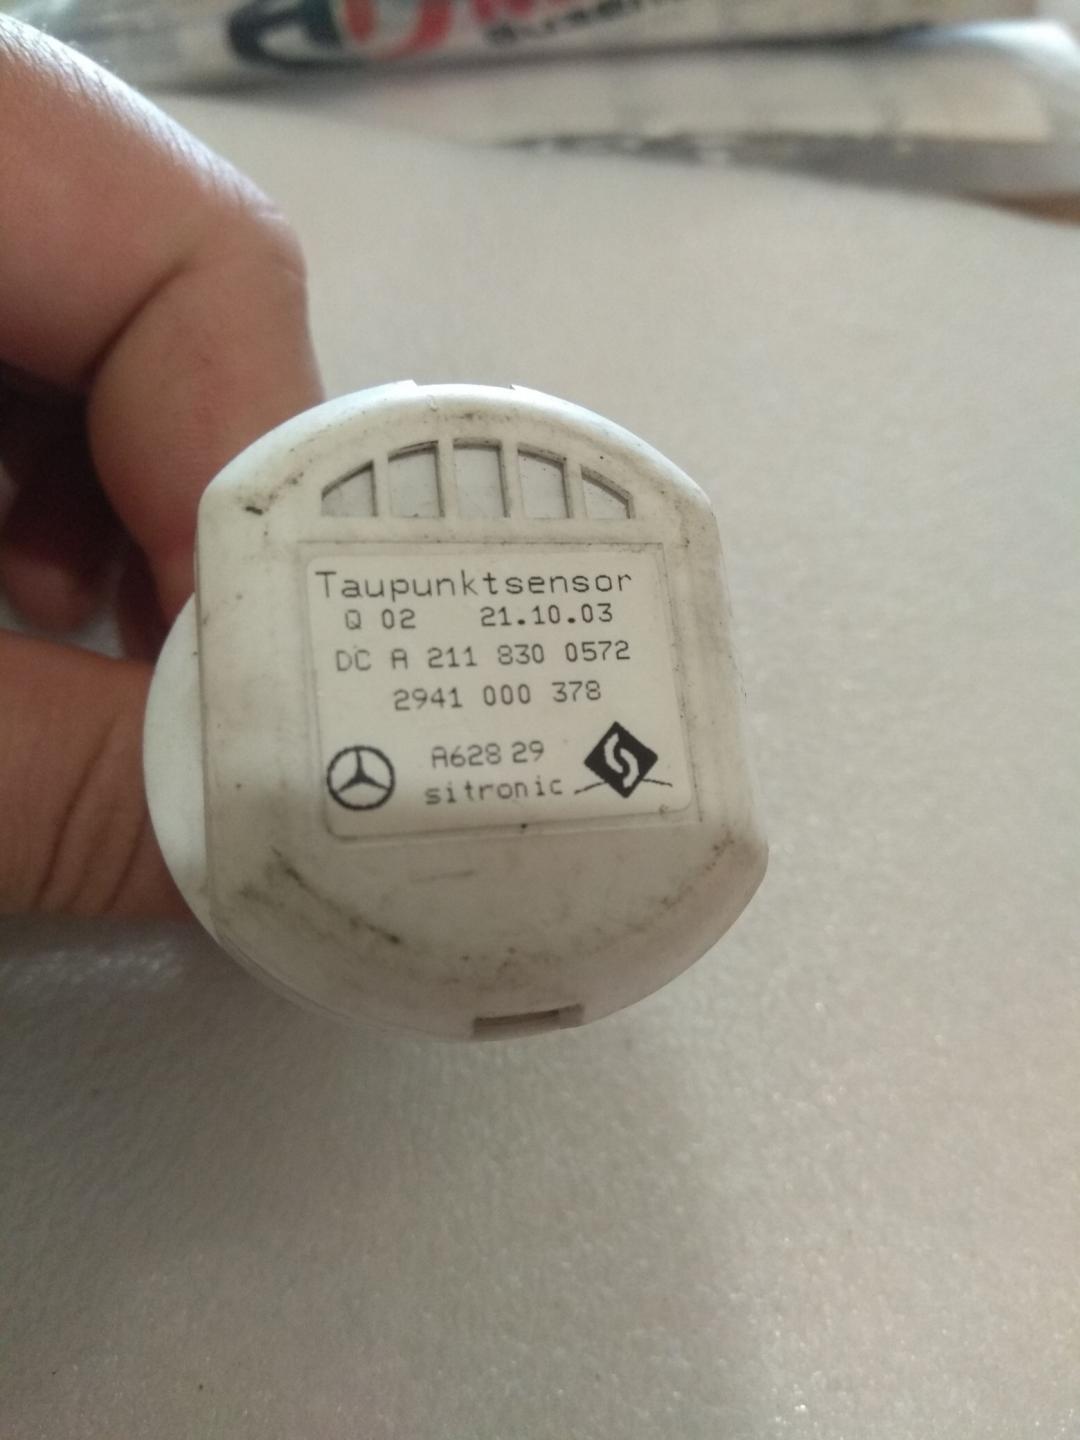 Taupunktsensor
Q 02 21.10.03
DC A 211 830 0572
2941 000 378
A628 29
sitronic